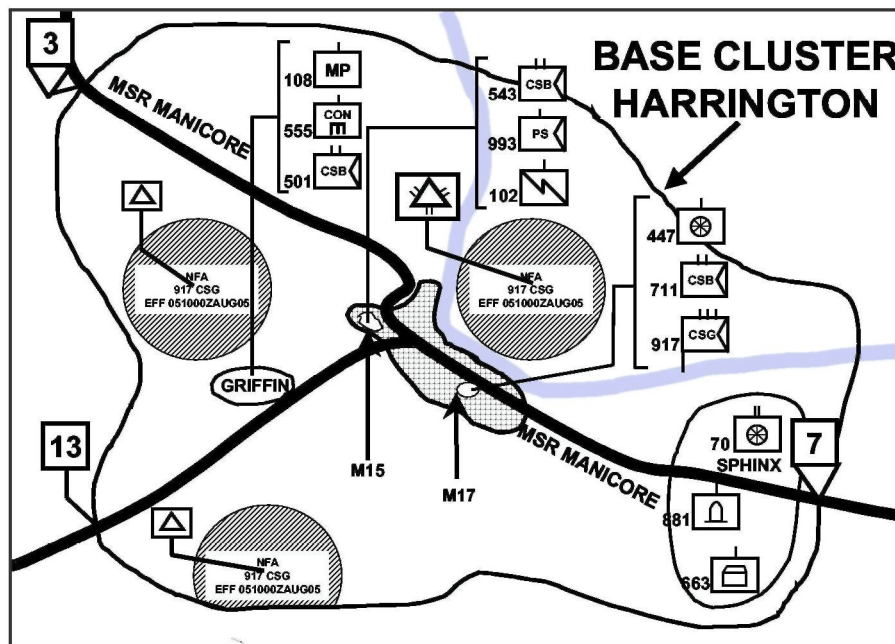 3
MSR MANICORE
108
MP
555
CON
501
CSB
543
CSB
993
PS
102
BASE CLUSTER
HARRINGTON
447
711
CSB
917
CSG
NFA
917 CSG
EFF 051000ZAUG05
NFA
917 CSG
EFF 051000ZAUG05
GRIFFIN
13
M15
M17
MSR MANICORE
70
SPHINX
7
881
663
NFA
917 CSG
EFF 051000ZAUG05